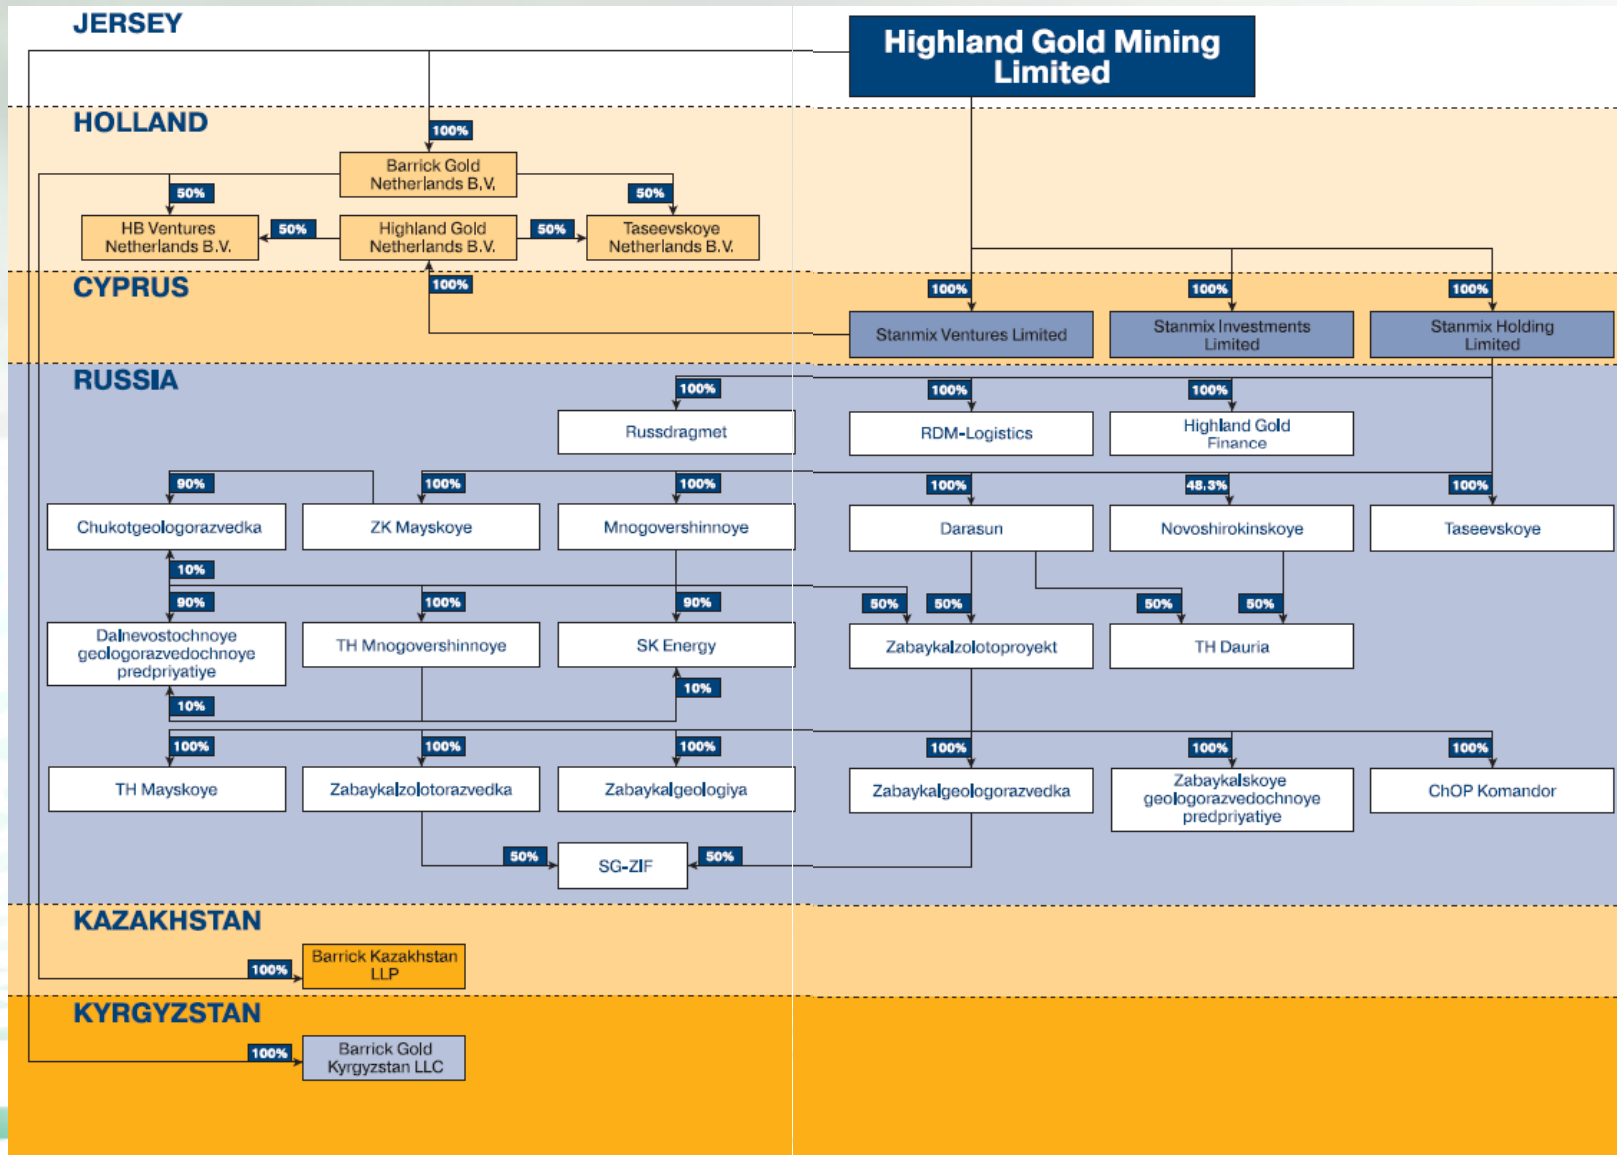 JERSEY
Highland Gold Mining
Limited
HOLLAND
100%
Barrick Gold
Netherlands B.V.
50%
50%
HB Ventures
Netherlands B.V.
50%
Highland Gold
Netherlands B.V.
50%
Taseevskoye
Netherlands B.V.
CYPRUS
100%
100%
100%
100%
Stanmix Ventures Limited
Stanmix Investments
Limited
Stanmix Holding
Limited
RUSSIA
100%
100%
100%
Russdragmet
RDM-Logistics
Highland Gold
Finance
90%
100%
100%
100%
48.3%
100%
Chukotgeologorazvedka
ZK Mayskoye
Mnogovershinnoye
Darasun
Novoshirokinskoye
Taseevskoye
10%
90%
100%
90%
50%
50%
50%
50%
Dalnevostochnoye
geologorazvedochnoye
predpriyatiye
TH Mnogovershinnoye
SK Energy
Zabaykalzolotoproyekt
TH Dauria
10%
10%
100%
100%
100%
100%
100%
100%
TH Mayskoye
Zabaykalzolotorazvedka
Zabaykalgeologiya
Zabaykalgeologorazvedka
Zabaykalskoye
geologorazvedochnoye
predpriyatiye
ChOP Komandor
50%
SG-ZIF
50%
KAZAKHSTAN
100%
Barrick Kazakhstan
LLP
KYRGYZSTAN
100%
Barrick Gold
Kyrgyzstan LLC